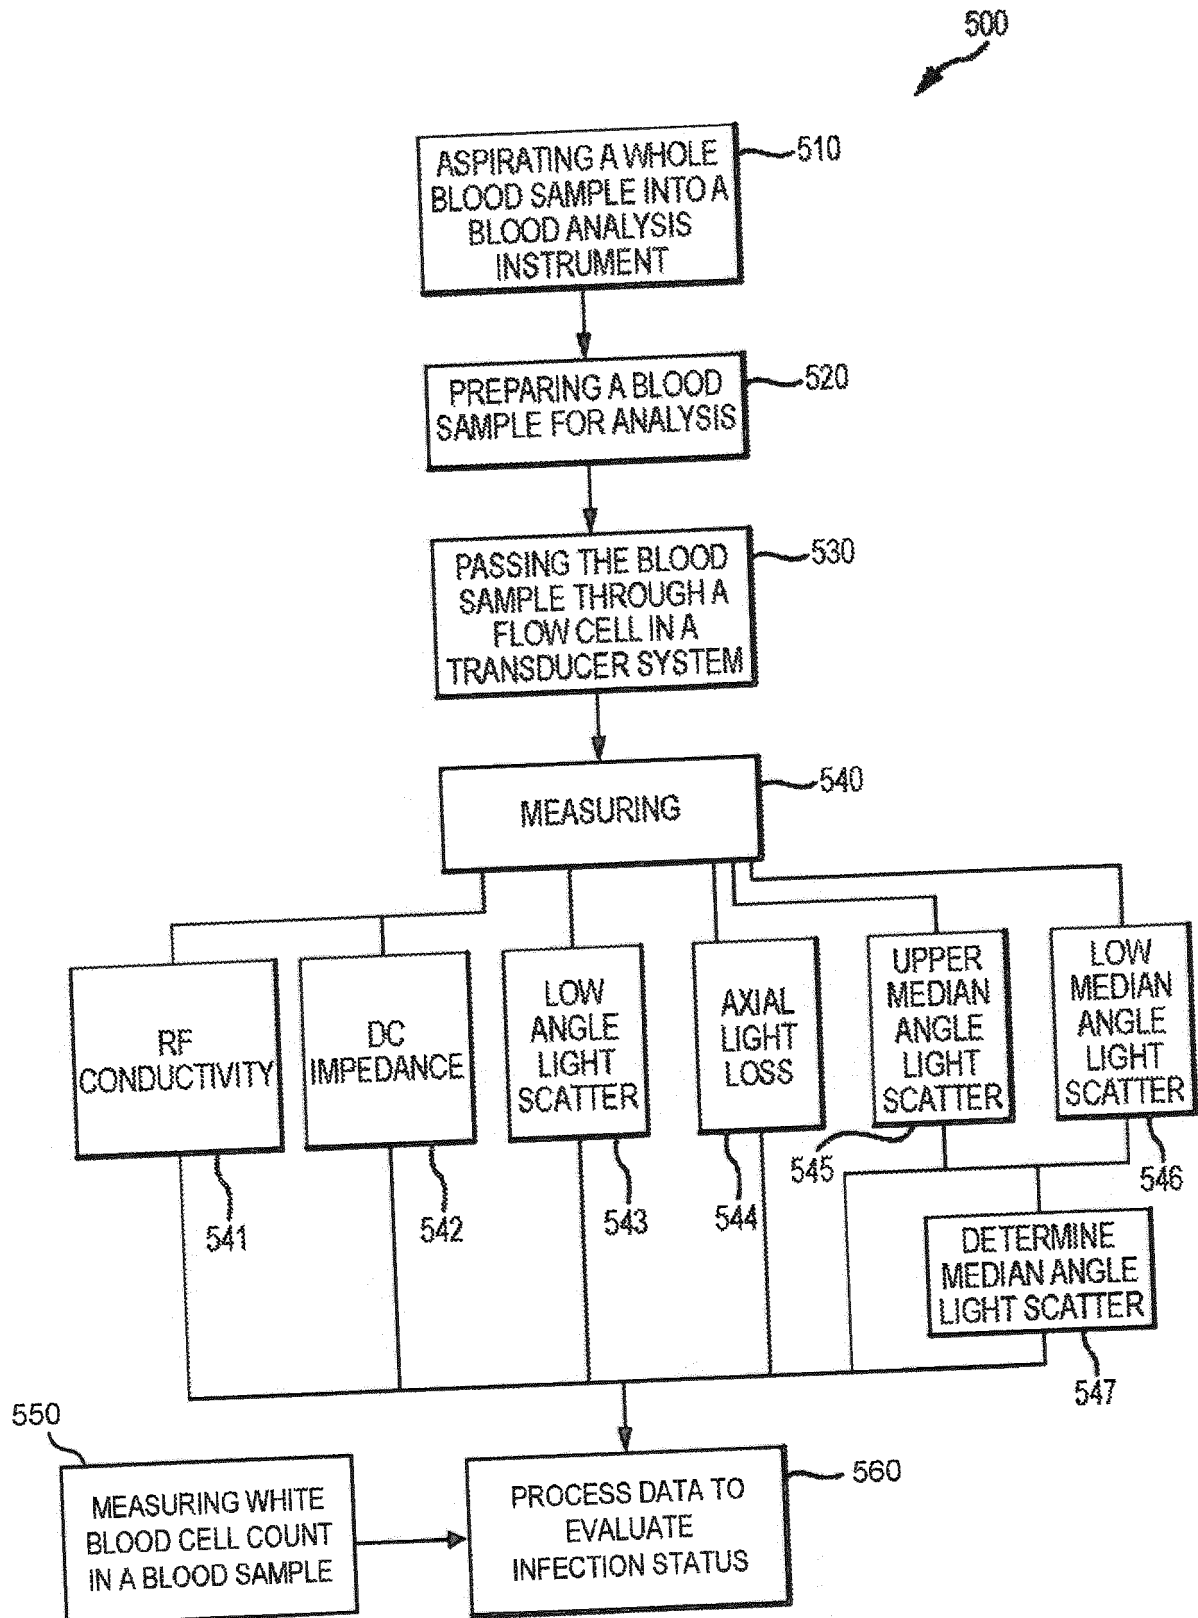 500
ASPIRATING A WHOLE
BLOOD SAMPLE INTO A
BLOOD ANALYSIS
INSTRUMENT
510
PREPARING A BLOOD
SAMPLE FOR ANALYSIS
520
PASSING THE BLOOD
SAMPLE THROUGH A
FLOW CELL IN A
TRANSDUCER SYSTEM
530
MEASURING
540
RF
CONDUCTIVITY
541
DC
IMPEDANCE
542
LOW
ANGLE
LIGHT
SCATTER
543
AXIAL
LIGHT
LOSS
544
UPPER
MEDIAN
ANGLE
LIGHT
SCATTER
545
LOW
MEDIAN
ANGLE
LIGHT
SCATTER
546
DETERMINE
MEDIAN ANGLE
LIGHT SCATTER
547
550
MEASURING WHITE
BLOOD CELL COUNT
IN A BLOOD SAMPLE
PROCESS DATA TO
EVALUATE
INFECTION STATUS
560